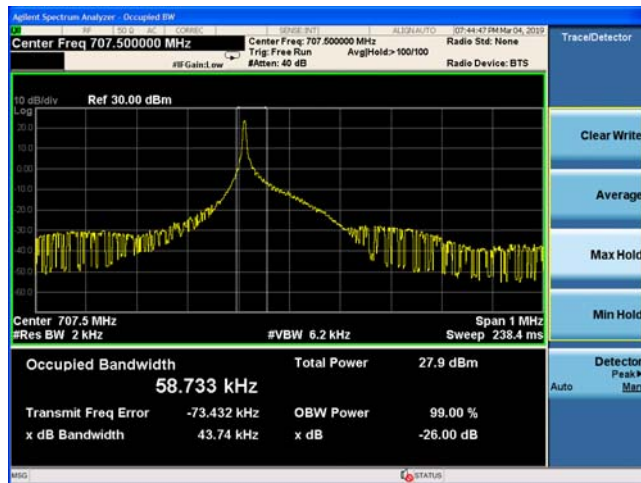 Agilent Spectrum Analyzer - Occupied BW
RF 50 Ω AC CORREC SENSE:INT ALIGN AUTO 07:44:47 PM Mar 04, 2019
Center Freq 707.500000 MHz
Center Freq: 707.500000 MHz
Radio Std: None
Trig: Free Run Avg|Hold:> 100/100
#IFGain:Low #Atten: 40 dB Radio Device: BTS
10 dB/div Ref 30.00 dBm
Log
20.0
10.0
0.00
-10.0
-20.0
-30.0
-40.0
-50.0
-60.0
Center 707.5 MHz Span 1 MHz
#Res BW 2 kHz #VBW 6.2 kHz Sweep 238.4 ms
Occupied Bandwidth Total Power 27.9 dBm
58.733 kHz
Transmit Freq Error -73.432 kHz OBW Power 99.00 %
x dB Bandwidth 43.74 kHz x dB -26.00 dB
MSG STATUS
Trace/Detector
Clear Write
Average
Max Hold
Min Hold
Detector
Peak
Auto Man